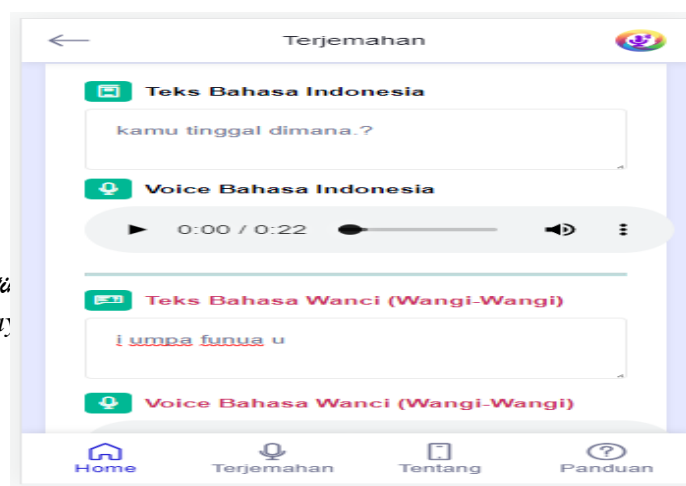 Terjemahan
Teks Bahasa Indonesia
kamu tinggal dimana.?
Voice Bahasa Indonesia
0:00 / 0:22
Teks Bahasa Wanci (Wangi-Wangi)
i umpa funua u
Voice Bahasa Wanci (Wangi-Wangi)
Home Terjemahan Tentang Panduan